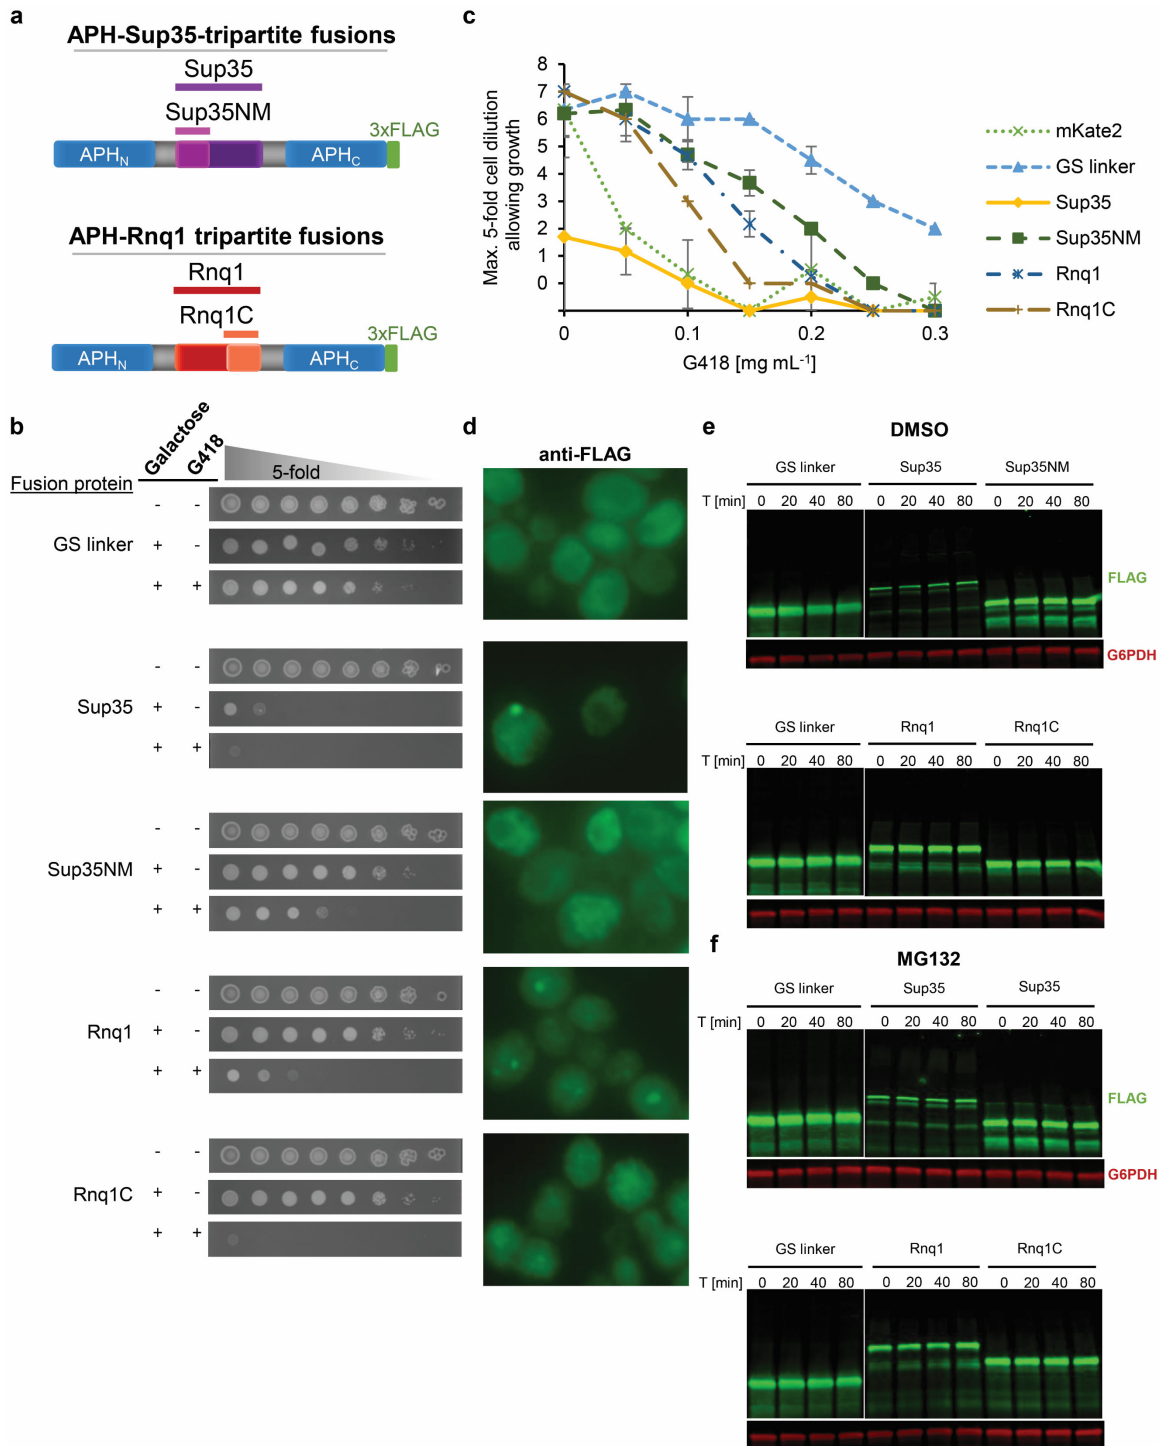 a
APH-Sup35-tripartite fusions
Sup35
Sup35NM
3xFLAG
APHN
APHC
APH-Rnq1 tripartite fusions
Rnq1
Rnq1C
3xFLAG
APHN
APHC
c
Max. 5-fold cell dilution
allowing growth
8
7
6
5
4
3
2
1
0
0
0.1
0.2
0.3
G418 [mg mL-1]
mKate2
GS linker
Sup35
Sup35NM
Rnq1
Rnq1C
b
Galactose
G418
5-fold
Fusion protein
- -
GS linker + -
+ +
- -
Sup35 + -
+ +
- -
Sup35NM + -
+ +
- -
Rnq1 + -
+ +
- -
Rnq1C + -
+ +
d
anti-FLAG
e
DMSO
GS linker Sup35 Sup35NM
T [min] 0 20 40 80 0 20 40 80 0 20 40 80
FLAG
G6PDH
GS linker Rnq1 Rnq1C
T [min] 0 20 40 80 0 20 40 80 0 20 40 80
f
MG132
GS linker Sup35 Sup35
T [min] 0 20 40 80 0 20 40 80 0 20 40 80
FLAG
G6PDH
GS linker Rnq1 Rnq1C
T [min] 0 20 40 80 0 20 40 80 0 20 40 80